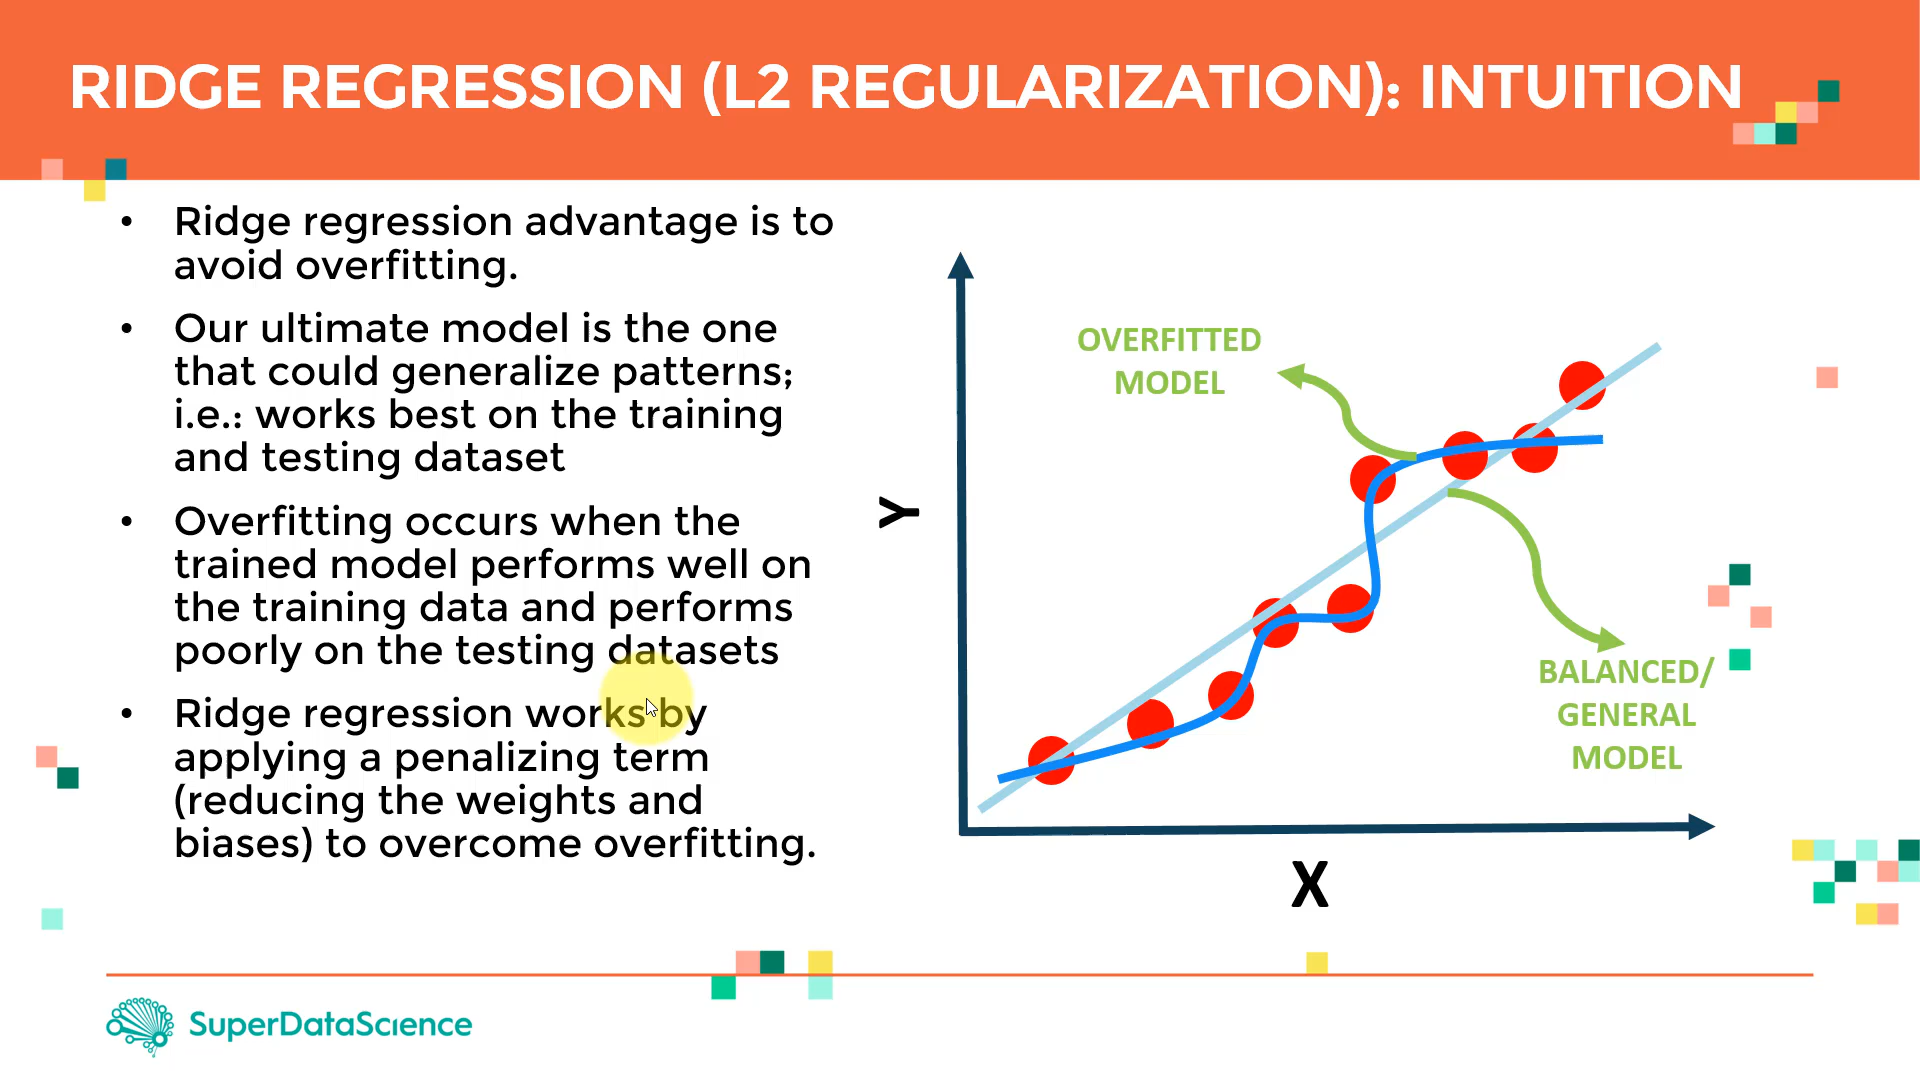 RIDGE REGRESSION (L2 REGULARIZATION): INTUITION
• Ridge regression advantage is to
avoid overfitting.
• Our ultimate model is the one
that could generalize patterns;
i.e.: works best on the training
and testing dataset
• Overfitting occurs when the
trained model performs well on
the training data and performs
poorly on the testing datasets
• Ridge regression works by
applying a penalizing term
(reducing the weights and
biases) to overcome overfitting.
OVERFITTED
MODEL
Y
BALANCED/
GENERAL
MODEL
X
SuperDataScience